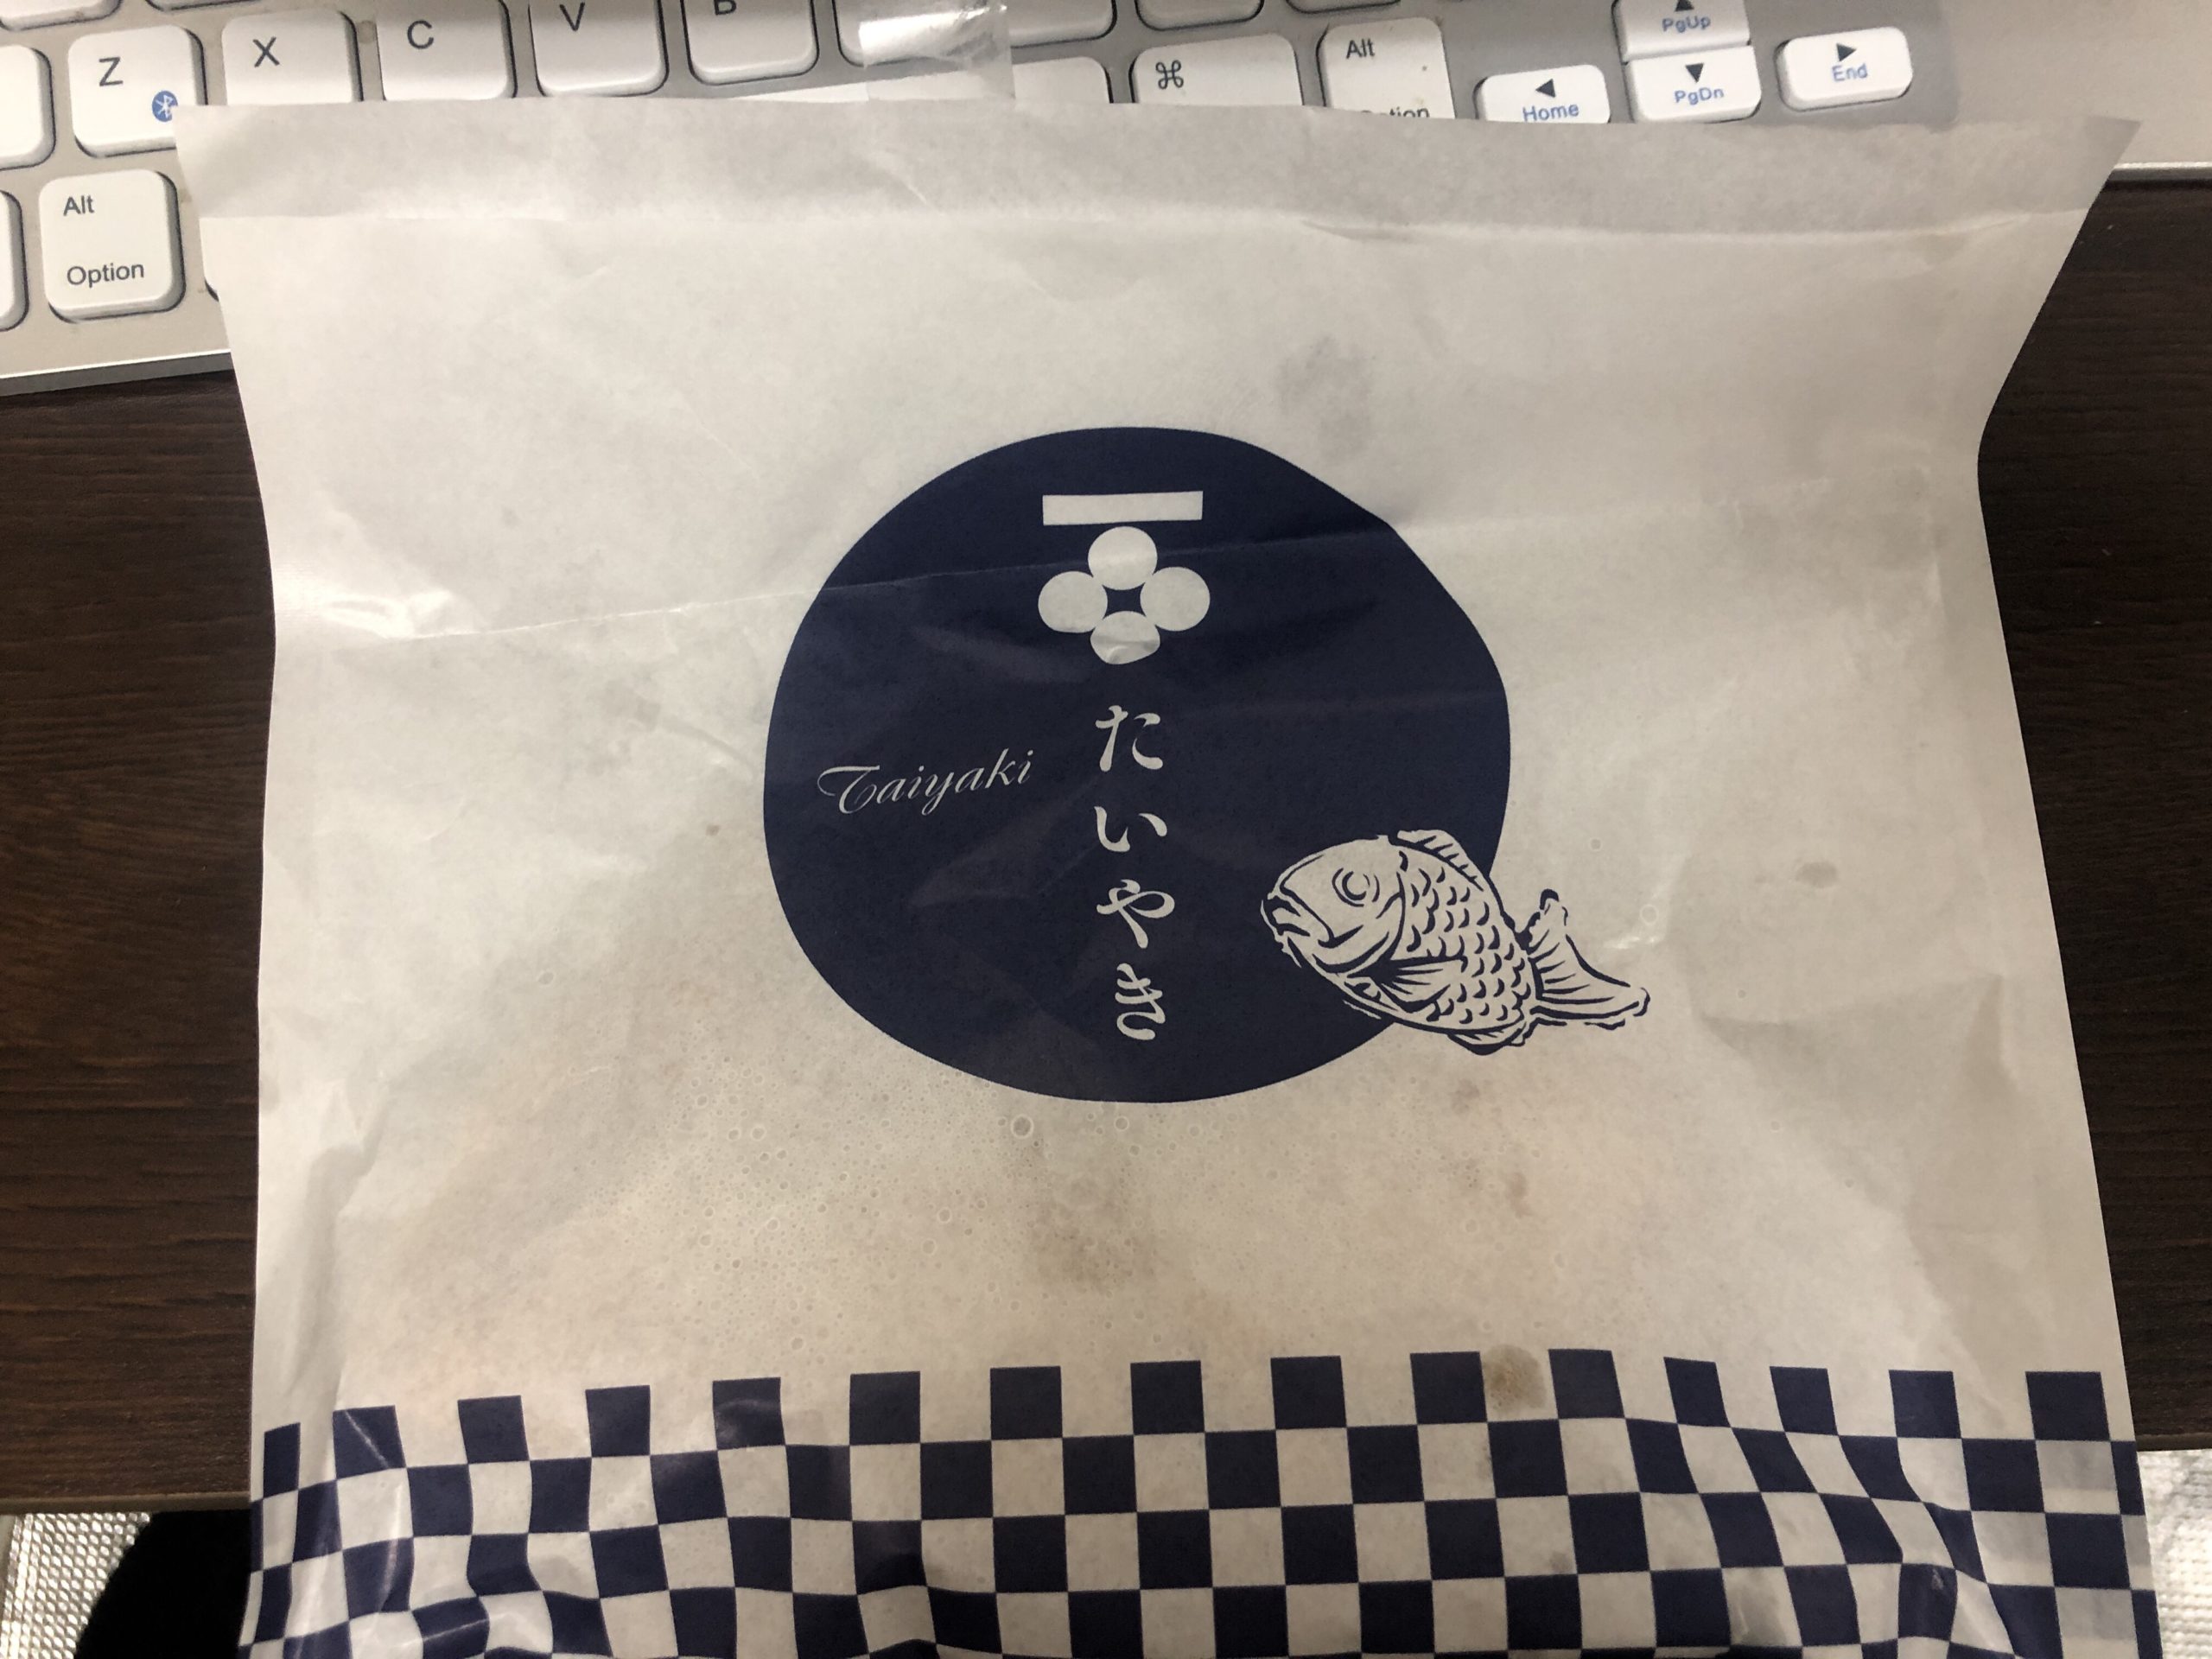 Z X C V B
⌘ Alt PgUp
Home PgDn End
Alt
Option
たいやき
Taiyaki